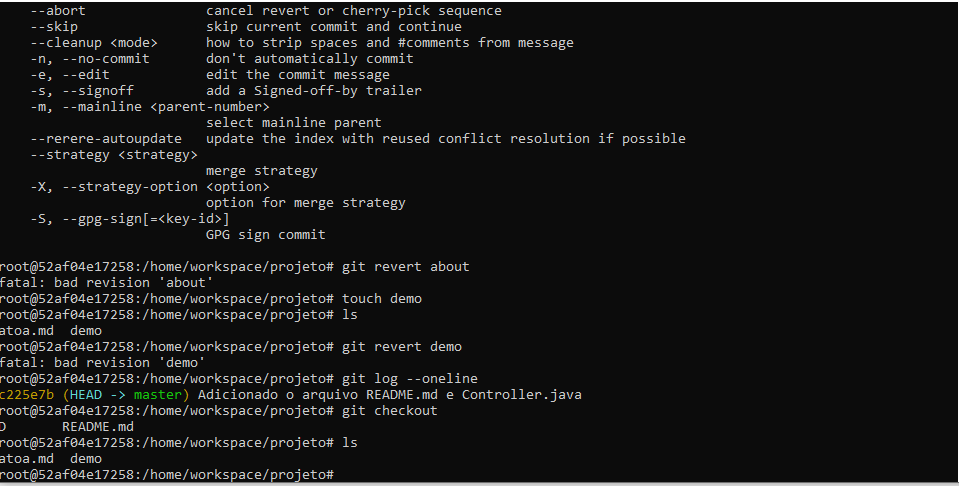 --abort               cancel revert or cherry-pick sequence
--skip                skip current commit and continue
--cleanup <mode>      how to strip spaces and #comments from message
-n, --no-commit       don't automatically commit
-e, --edit            edit the commit message
-s, --signoff         add a Signed-off-by trailer
-m, --mainline <parent-number>
select mainline parent
--rerere-autoupdate   update the index with reused conflict resolution if possible
--strategy <strategy>
merge strategy
-X, --strategy-option <option>
option for merge strategy
-S, --gpg-sign[=<key-id>]
GPG sign commit
root@52af04e17258:/home/workspace/projeto# git revert about
fatal: bad revision 'about'
root@52af04e17258:/home/workspace/projeto# touch demo
root@52af04e17258:/home/workspace/projeto# ls
atoa.md  demo
root@52af04e17258:/home/workspace/projeto# git revert demo
fatal: bad revision 'demo'
root@52af04e17258:/home/workspace/projeto# git log --oneline
c225e7b (HEAD -> master) Adicionado o arquivo README.md e Controller.java
root@52af04e17258:/home/workspace/projeto# git checkout
D       README.md
root@52af04e17258:/home/workspace/projeto# ls
atoa.md  demo
root@52af04e17258:/home/workspace/projeto#